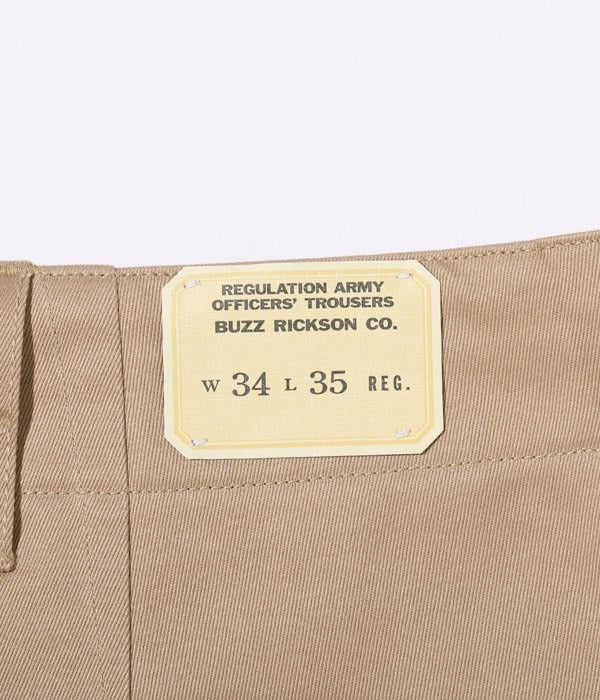 REGULATION ARMY
OFFICERS' TROUSERS
BUZZ RICKSON CO.
W 34 L 35 REG.